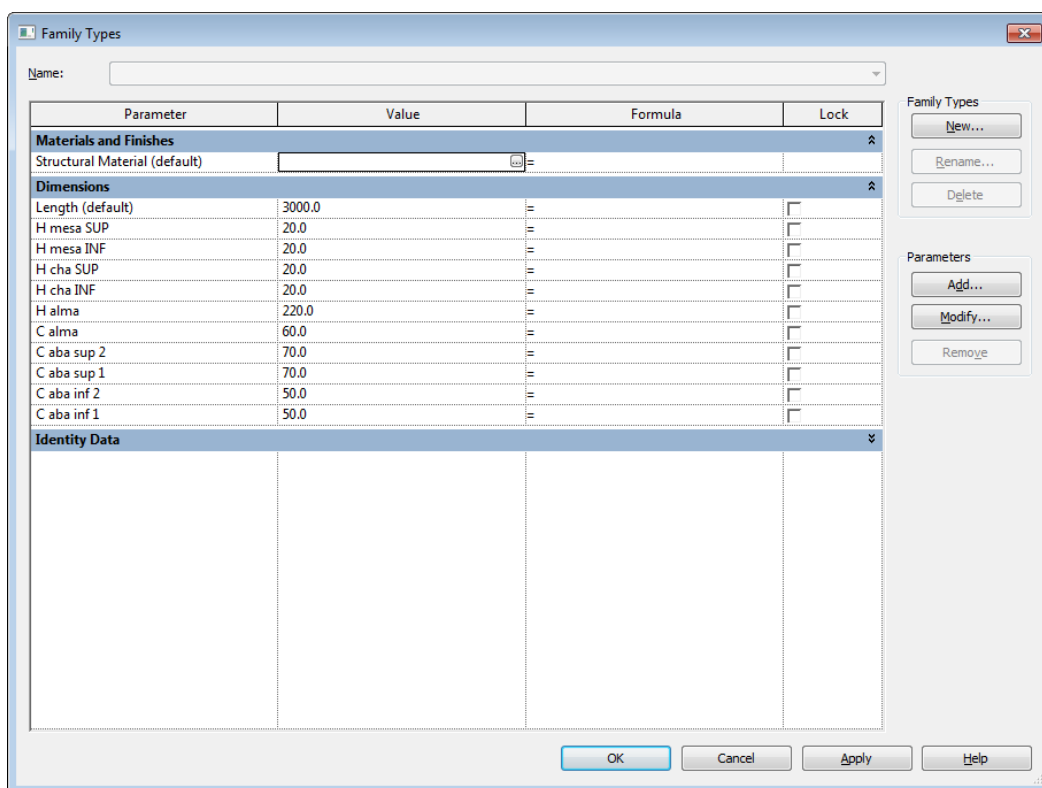 Family Types
Name:
Parameter Value Formula Lock
Materials and Finishes
Structural Material (default) ... =
Dimensions
Length (default) 3000.0 =
H mesa SUP 20.0 =
H mesa INF 20.0 =
H cha SUP 20.0 =
H cha INF 20.0 =
H alma 220.0 =
C alma 60.0 =
C aba sup 2 70.0 =
C aba sup 1 70.0 =
C aba inf 2 50.0 =
C aba inf 1 50.0 =
Identity Data
Family Types
New...
Rename...
Delete
Parameters
Add...
Modify...
Remove
OK Cancel Apply Help